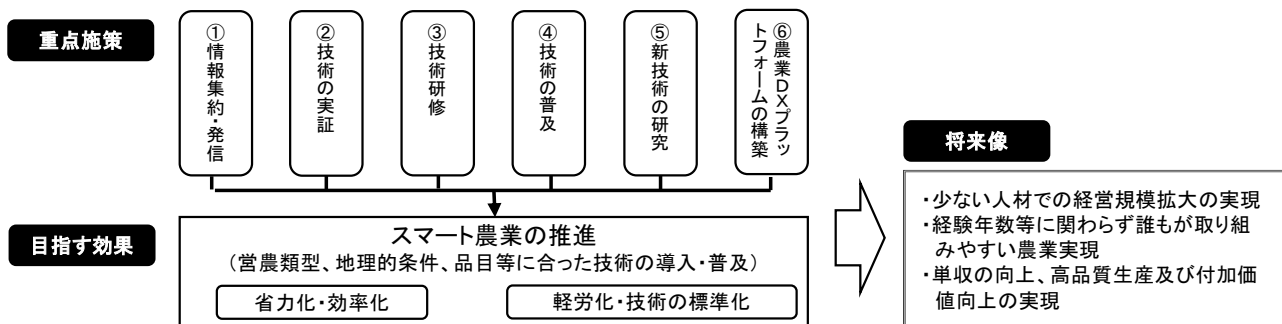 重点施策
①情報集約・発信
②技術の実証
③技術研修
④技術の普及
⑤新技術の研究
⑥農業DXプラッ
トフォームの構築
目指す効果
スマート農業の推進
（営農類型、地理的条件、品目等に合った技術の導入・普及）
省力化・効率化
軽労化・技術の標準化
将来像
・少ない人材での経営規模拡大の実現
・経験年数等に関わらず誰もが取り組
みやすい農業実現
・単収の向上、高品質生産及び付加価
値向上の実現